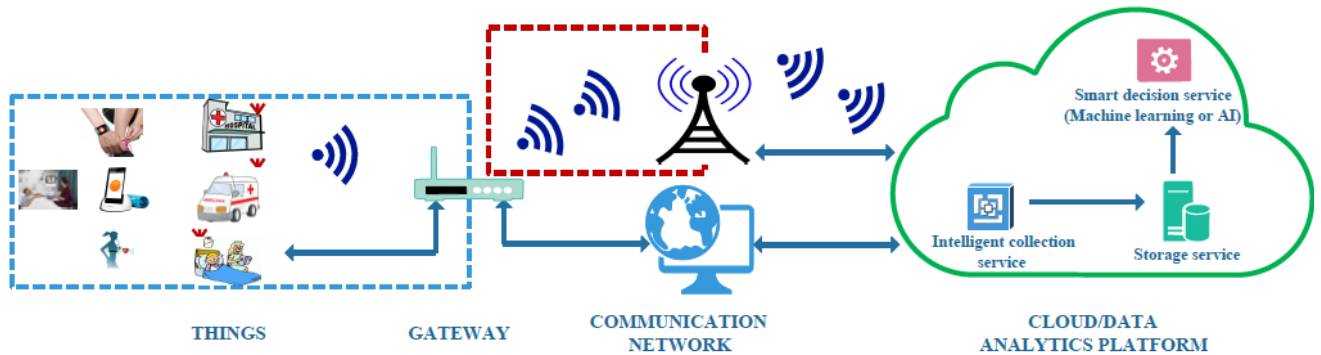 HOSPITAL
AMBULANCE
Smart decision service
(Machine learning or AI)
Intelligent collection
service
Storage service
THINGS
GATEWAY
COMMUNICATION
NETWORK
CLOUD/DATA
ANALYTICS PLATFORM